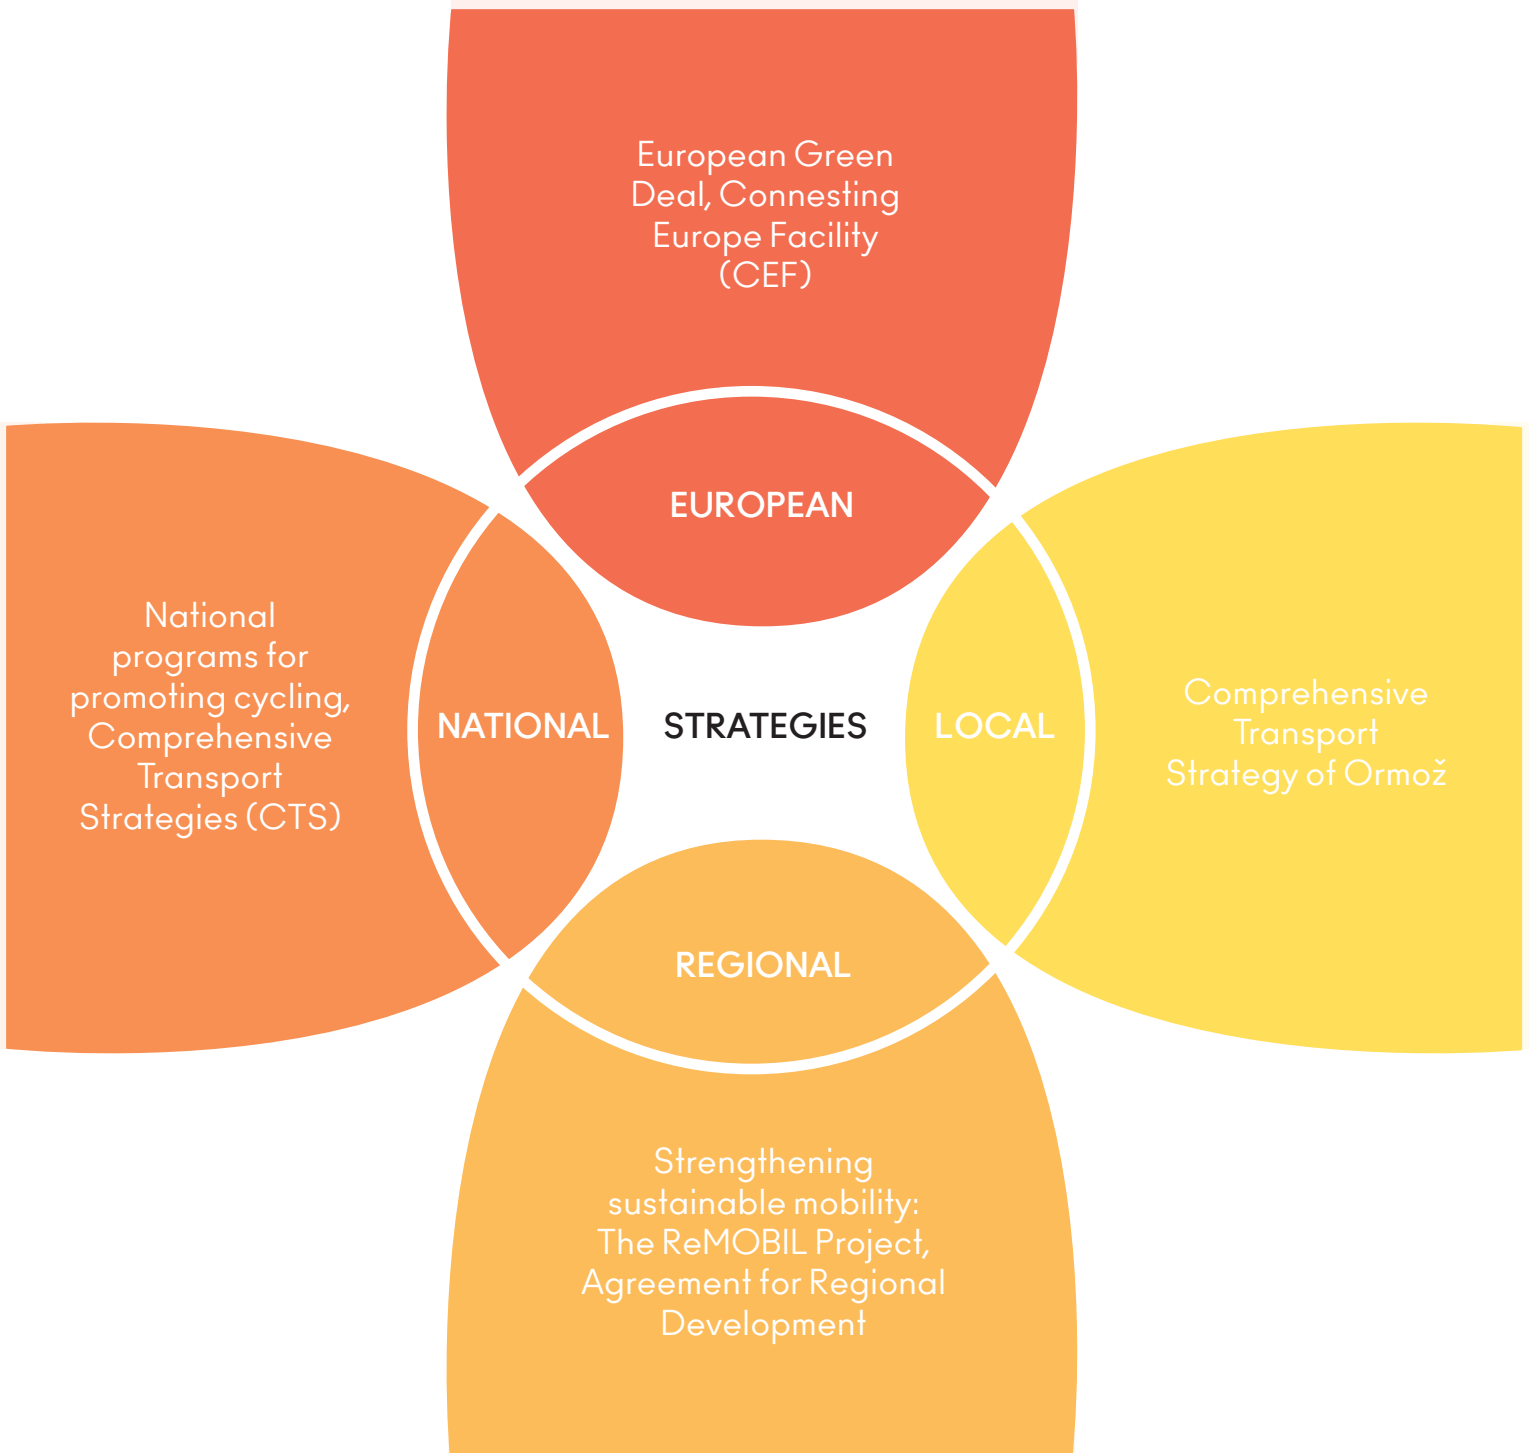 European Green
Deal, Connesting
Europe Facility
(CEF)
EUROPEAN
National
programs for
promoting cycling,
Comprehensive
Transport
Strategies (CTS)
NATIONAL
STRATEGIES
LOCAL
Comprehensive
Transport
Strategy of Ormož
REGIONAL
Strengthening
sustainable mobility:
The ReMOBIL Project,
Agreement for Regional
Development